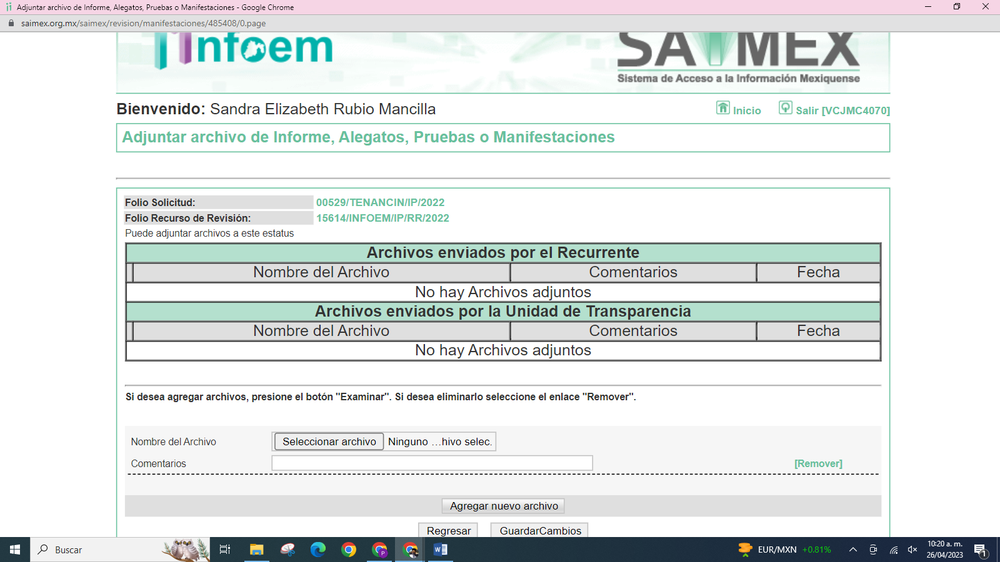 Adjuntar archivo de Informe, Alegatos, Pruebas o Manifestaciones - Google Chrome
saimex.org.mx/saimex/revision/manifestaciones/485408/0.page
infoem
SAIMEX
Sistema de Acceso a la Información Mexiquense
Bienvenido: Sandra Elizabeth Rubio Mancilla
Inicio Salir [VCJMC4070]
Adjuntar archivo de Informe, Alegatos, Pruebas o Manifestaciones
Folio Solicitud: 00529/TENANCIN/IP/2022
Folio Recurso de Revisión: 15614/INFOEM/IP/RR/2022
Puede adjuntar archivos a este estatus
Archivos enviados por el Recurrente
Nombre del Archivo Comentarios Fecha
No hay Archivos adjuntos
Archivos enviados por la Unidad de Transparencia
Nombre del Archivo Comentarios Fecha
No hay Archivos adjuntos
Si desea agregar archivos, presione el botón "Examinar". Si desea eliminarlo seleccione el enlace "Remover".
Nombre del Archivo Seleccionar archivo Ninguno ...hivo selec.
Comentarios [Remover]
Agregar nuevo archivo
Regresar GuardarCambios
Buscar
EUR/MXN +0.81%
10:20 a. m.
26/04/2023
1